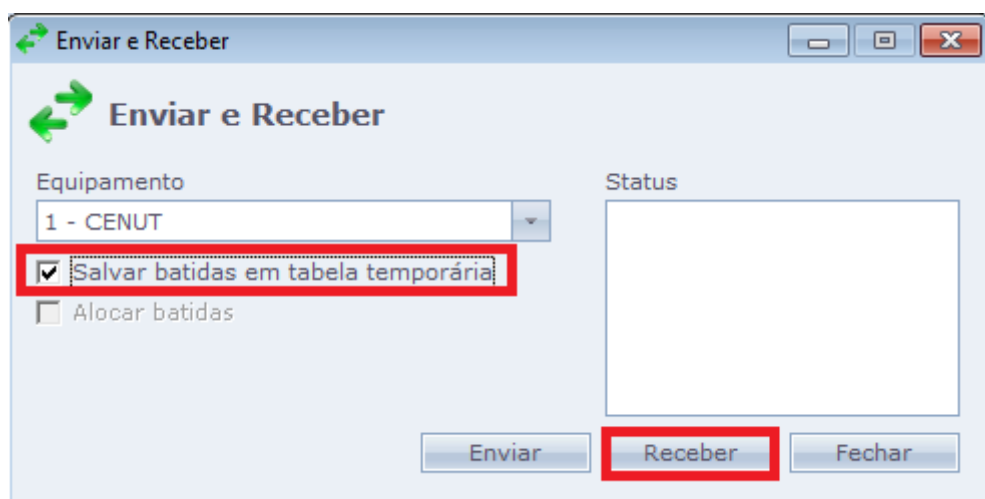 Enviar e Receber
Enviar e Receber
Equipamento
Status
1 - CENUT
Salvar batidas em tabela temporária
Alocar batidas
Enviar
Receber
Fechar